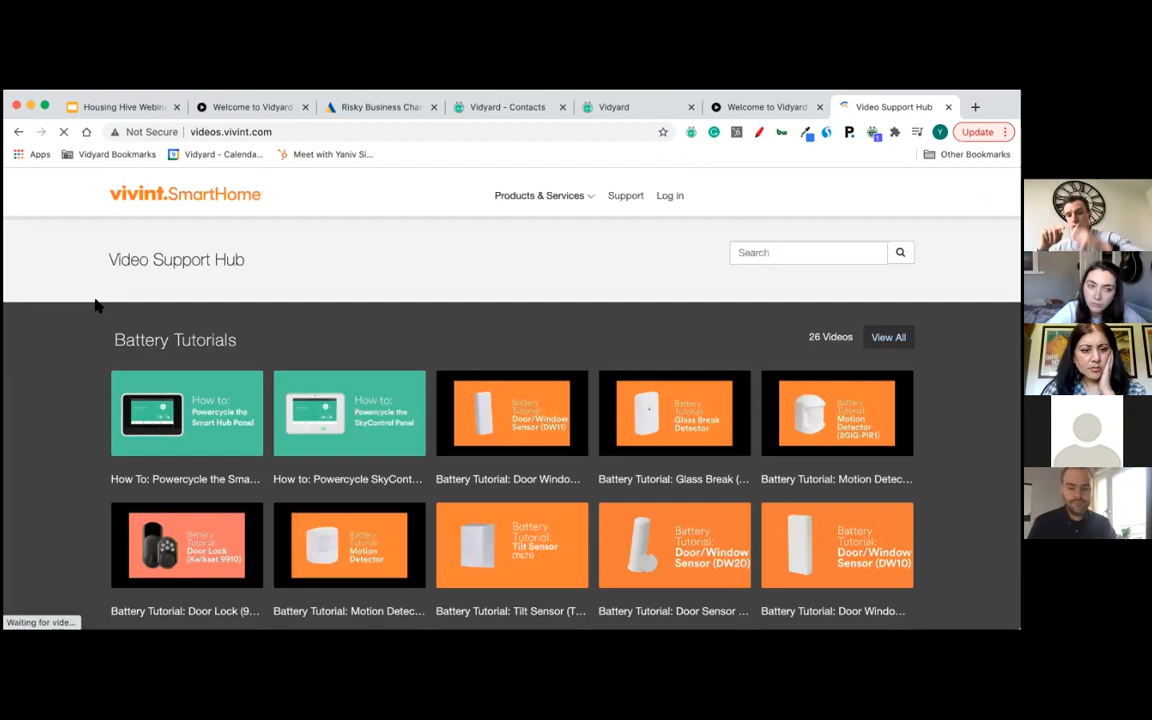 Housing Hive Webin
Welcome to Vidyard
Risky Business Chan
Vidyard - Contacts
Vidyard
Welcome to Vidyard
Video Support Hub
Not Secure
videos.vivint.com
Update
Apps
Vidyard Bookmarks
Vidyard - Calenda...
Meet with Yaniv Si...
Other Bookmarks
vivint.SmartHome
Products & Services
Support
Log in
Video Support Hub
Search
Battery Tutorials
26 Videos
View All
How to:
Powercycle the
Smart Hub Panel
How to:
Powercycle the
SkyControl Panel
Battery
Tutorial:
Door/Window
Sensor (DW11)
Battery
Tutorial:
Glass Break
Detector
Battery
Tutorial:
Motion
Detector
(2GIG-PIR1)
How To: Powercycle the Sma...
How to: Powercycle SkyCont...
Battery Tutorial: Door Windo...
Battery Tutorial: Glass Break (...
Battery Tutorial: Motion Detec...
Battery
Tutorial:
Door Lock
(Kwikset 9910)
Battery
Tutorial:
Motion
Detector
Battery
Tutorial:
Tilt Sensor
(TILT1)
Battery
Tutorial:
Door/Window
Sensor (DW20)
Battery
Tutorial:
Door/Window
Sensor (DW10)
Battery Tutorial: Door Lock (9...
Battery Tutorial: Motion Detec...
Battery Tutorial: Tilt Sensor (T...
Battery Tutorial: Door Sensor ...
Battery Tutorial: Door Windo...
Waiting for vide...